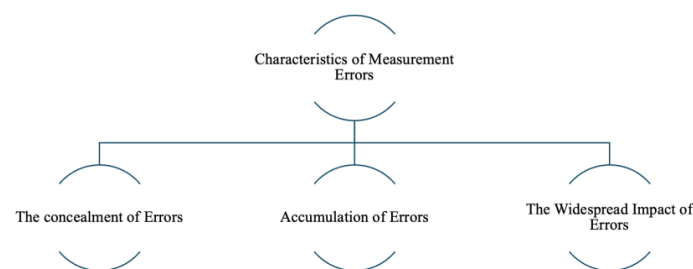 Characteristics of Measurement
Errors
The concealment of Errors
Accumulation of Errors
The Widespread Impact of
Errors